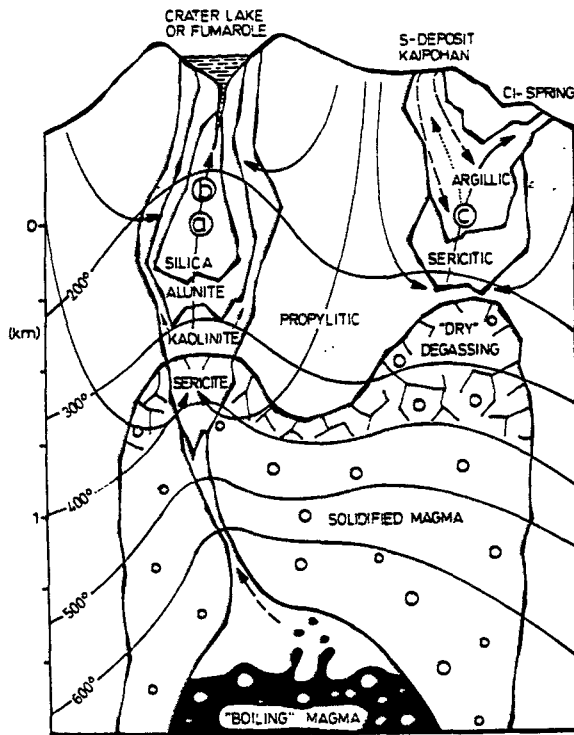 CRATER LAKE
OR FUMAROLE
S-DEPOSIT
KAIPOHAN
Cl-SPRING
b
a
ARGILLIC
c
0
SILICA
SERICITIC
ALUNITE
200°
(km)
PROPYLITIC
"DRY"
DEGASSING
KAOLINITE
SERICITE
300°
400°
1
SOLIDIFIED MAGMA
500°
600°
"BOILING" MAGMA